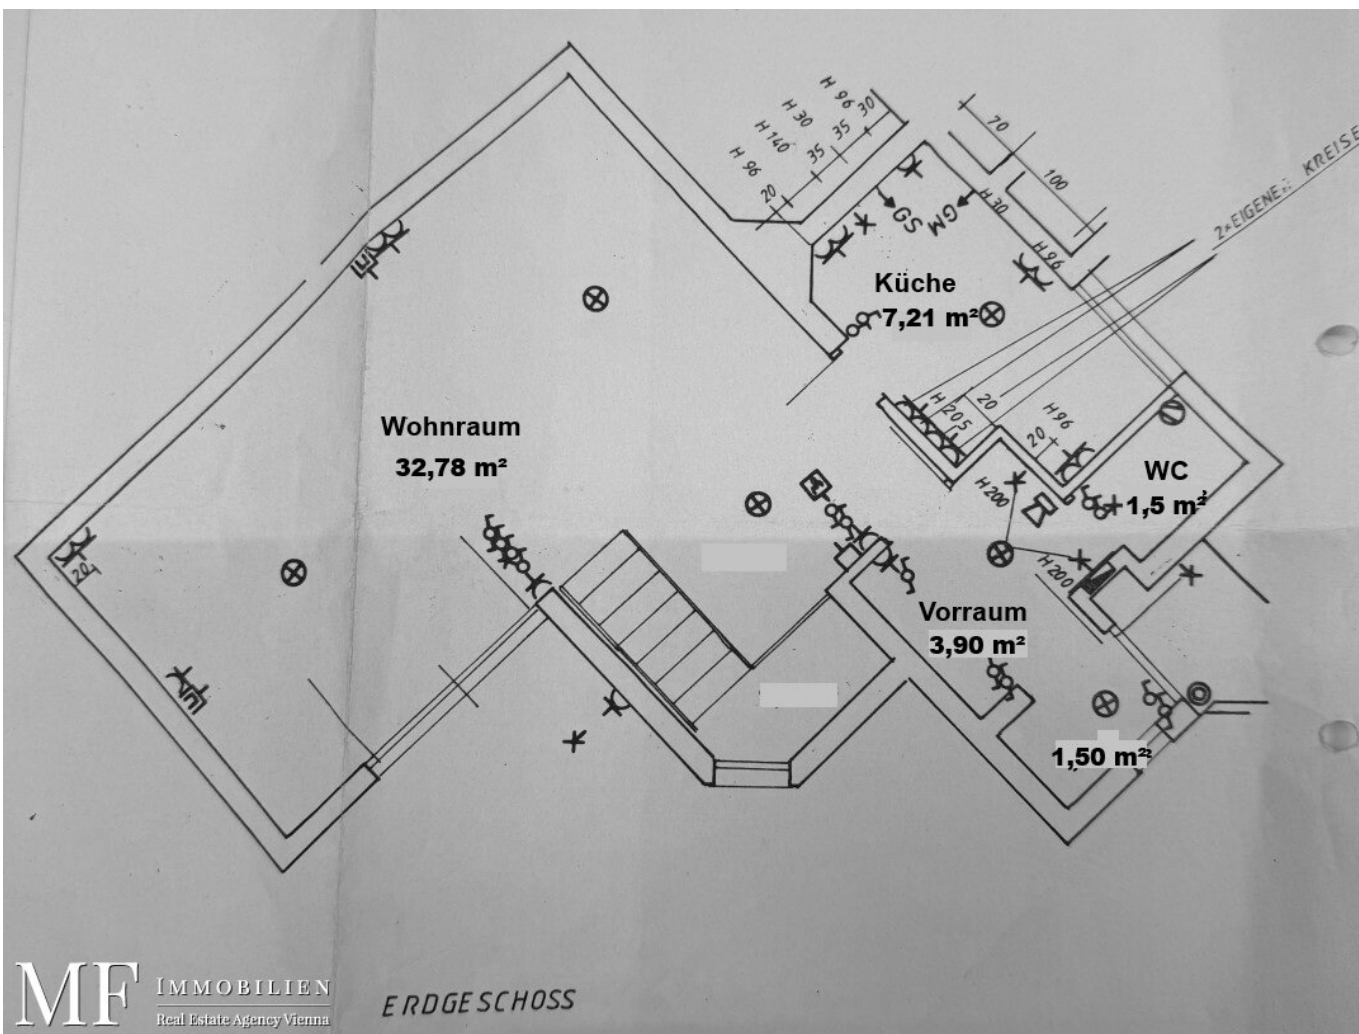 H 96
H 30
H 140
H 96
20
35
35
30
70
100
2×EIGENER KREISE
GS
GM
H 30
H 96
Küche
7,21 m²
H 205
20
H 96
20
Wohnraum
32,78 m²
WC
1,5 m²
H 200
H 200
20
Vorraum
3,90 m²
1,50 m²
MF IMMOBILIEN
Real Estate Agency Vienna
ERDGESCHOSS